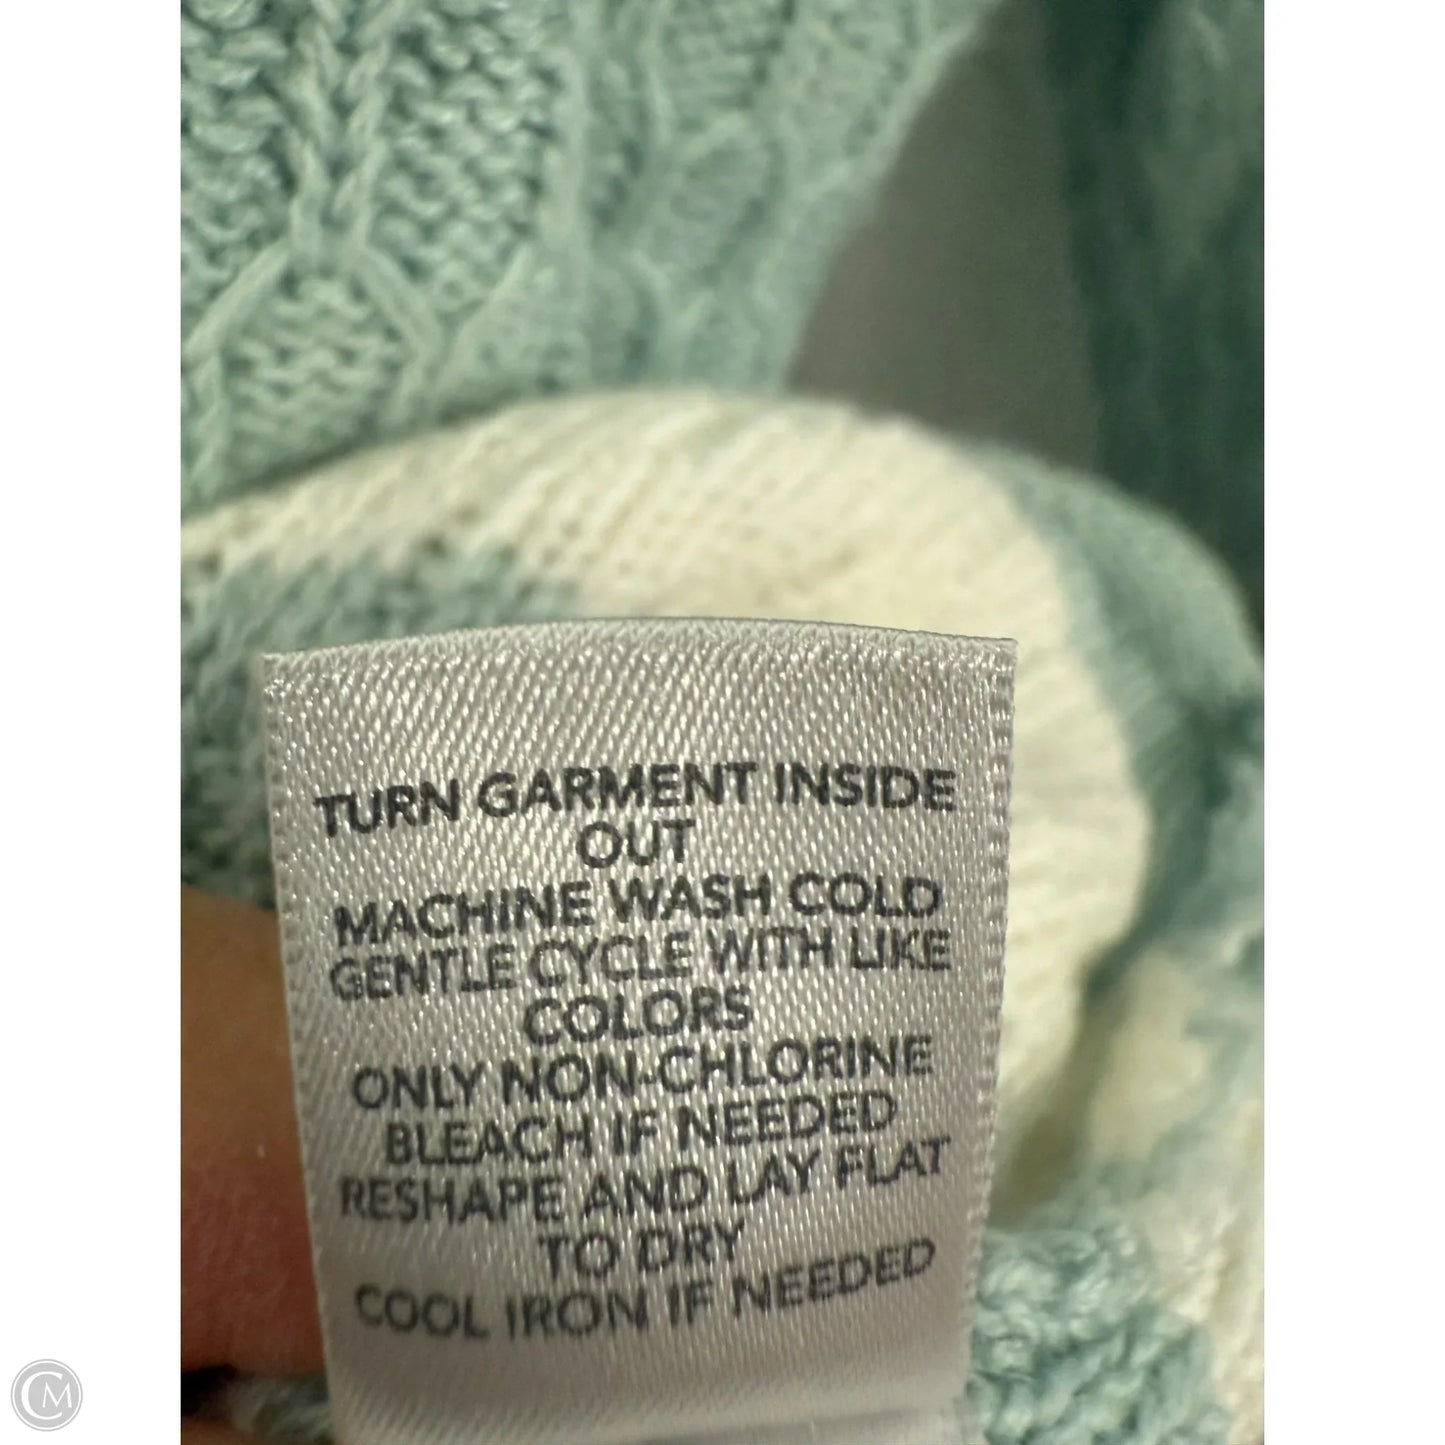 TURN GARMENT INSIDE
OUT
MACHINE WASH COLD
GENTLE CYCLE WITH LIKE
COLORS
ONLY NON-CHLORINE
BLEACH IF NEEDED
RESHAPE AND LAY FLAT
TO DRY
COOL IRON IF NEEDED
CM